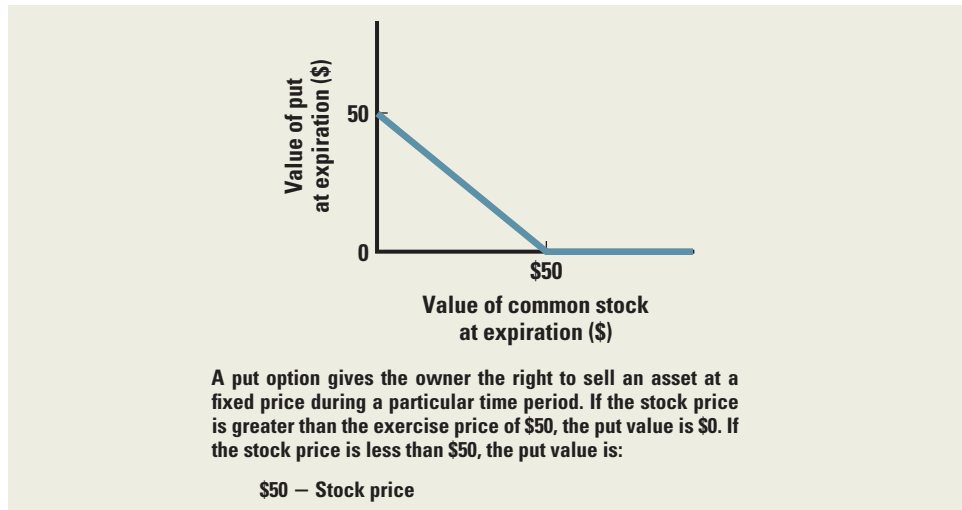 Value of put
at expiration ($)
50
0
$50
Value of common stock
at expiration ($)
A put option gives the owner the right to sell an asset at a
fixed price during a particular time period. If the stock price
is greater than the exercise price of $50, the put value is $0. If
the stock price is less than $50, the put value is:
$50 — Stock price